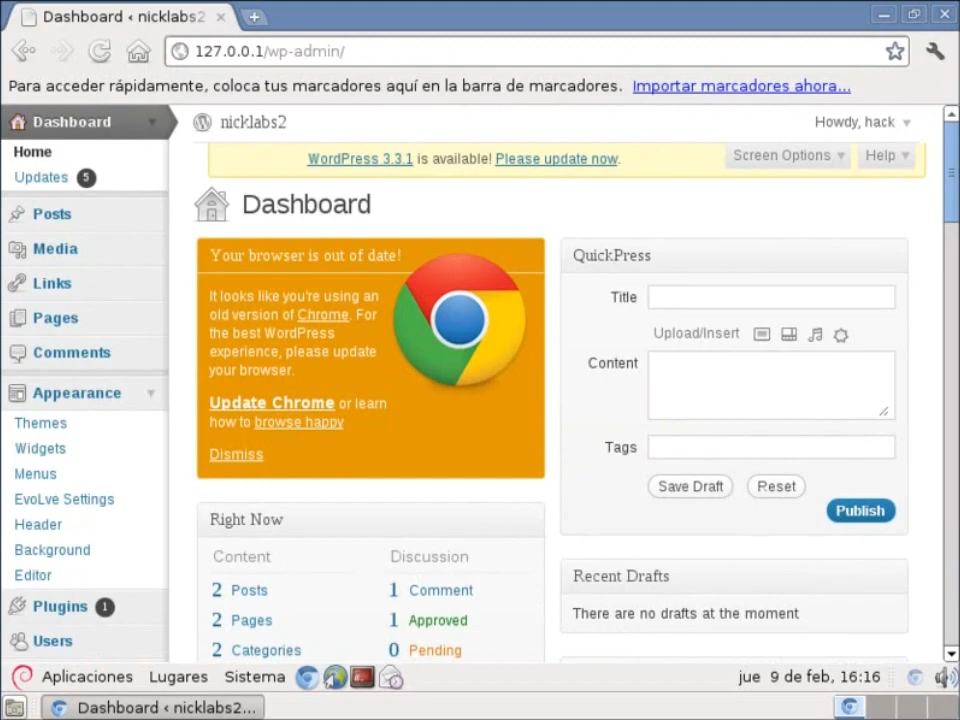 Dashboard ‹ nicklabs2
127.0.0.1/wp-admin/
Para acceder rápidamente, coloca tus marcadores aquí en la barra de marcadores. Importar marcadores ahora...
Dashboard
nicklabs2
Howdy, hack
Home
Updates 5
WordPress 3.3.1 is available! Please update now.
Screen Options
Help
Posts
Media
Links
Pages
Comments
Appearance
Themes
Widgets
Menus
EvoLve Settings
Header
Background
Editor
Plugins 1
Users
Dashboard
Your browser is out of date!
It looks like you're using an
old version of Chrome. For
the best WordPress
experience, please update
your browser.
Update Chrome or learn
how to browse happy
Dismiss
Right Now
Content
Discussion
2 Posts
1 Comment
2 Pages
1 Approved
2 Categories
0 Pending
QuickPress
Title
Upload/Insert
Content
Tags
Save Draft
Reset
Publish
Recent Drafts
There are no drafts at the moment
Aplicaciones Lugares Sistema
jue 9 de feb, 16:16
Dashboard ‹ nicklabs2...